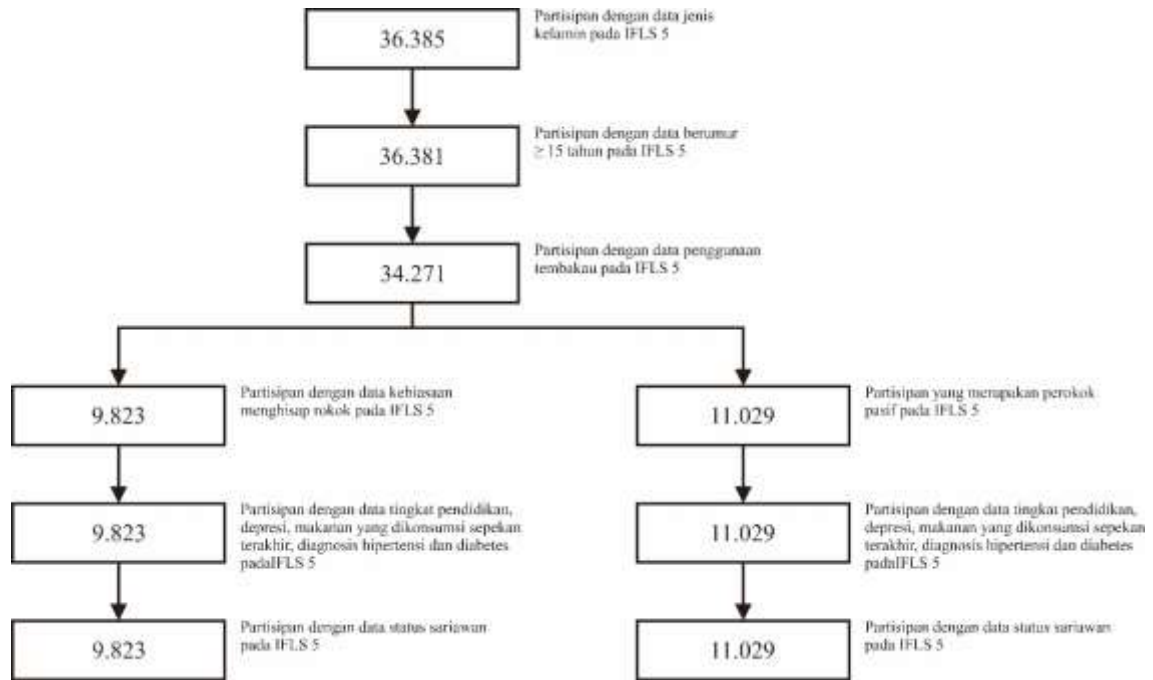 36.385
Partisipan dengan data jenis
kelamin pada IFLS 5
36.381
Partisipan dengan data berumur
≥ 15 tahun pada IFLS 5
34.271
Partisipan dengan data penggunaan
tembakau pada IFLS 5
9.823
Partisipan dengan data kebiasaan
menghisap rokok pada IFLS 5
11.029
Partisipan yang merupakan perokok
pasif pada IFLS 5
9.823
Partisipan dengan data tingkat pendidikan,
depresi, makanan yang dikonsumsi sepekan
terakhir, diagnosis hipertensi dan diabetes
padaIFLS 5
11.029
Partisipan dengan data tingkat pendidikan,
depresi, makanan yang dikonsumsi sepekan
terakhir, diagnosis hipertensi dan diabetes
padaIFLS 5
9.823
Partisipan dengan data status sariawan
pada IFLS 5
11.029
Partisipan dengan data status sariawan
pada IFLS 5